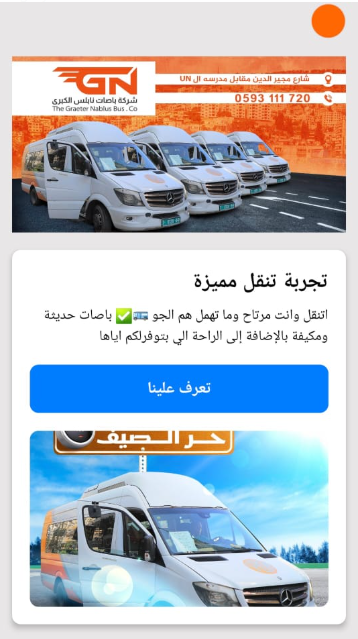 GN
شركة باصات نابلس الكبرى
The Graeter Nablus Bus . Co
شارع مجير الدين مقابل مدرسه ال UN
0593 111 720
تجربة تنقل مميزة
اتنقل وانت مرتاح وما تهمل هم الجو 🚌✅ باصات حديثة
ومكيفة بالإضافة إلى الراحة الي بتوفرلكم اياها
تعرف علينا
حر الـصيف